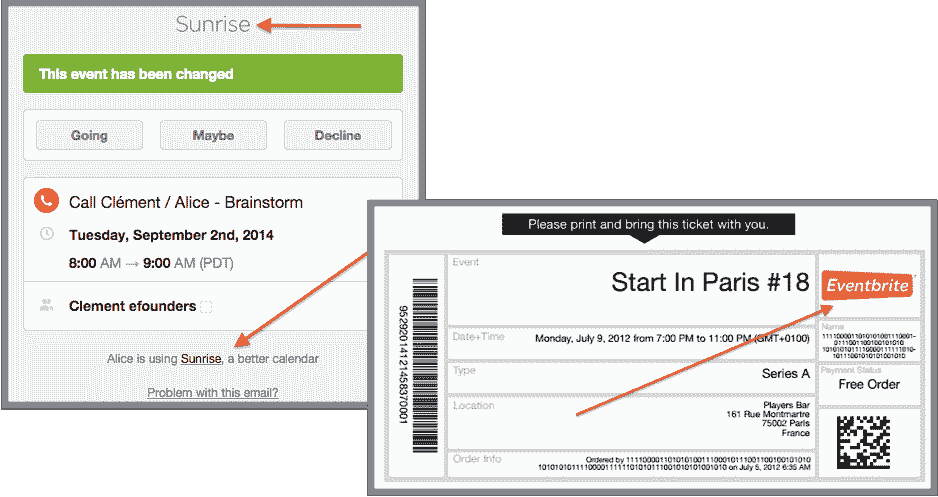 Sunrise
This event has been changed
Going
Maybe
Decline
Call Clément / Alice - Brainstorm
Tuesday, September 2nd, 2014
8:00 AM → 9:00 AM (PDT)
Clement efounders
Alice is using Sunrise, a better calendar
Problem with this email?
Please print and bring this ticket with you.
95292014121458370001
Event
Start In Paris #18
Eventbrite
Date+Time
Monday, July 9, 2012 from 7:00 PM to 11:00 PM (GMT+0100)
Name
Type
Series A
Payment Status
Free Order
Location
Players Bar
161 Rue Montmartre
75002 Paris
France
Order Info
Ordered by
on July 5, 2012 6:35 AM